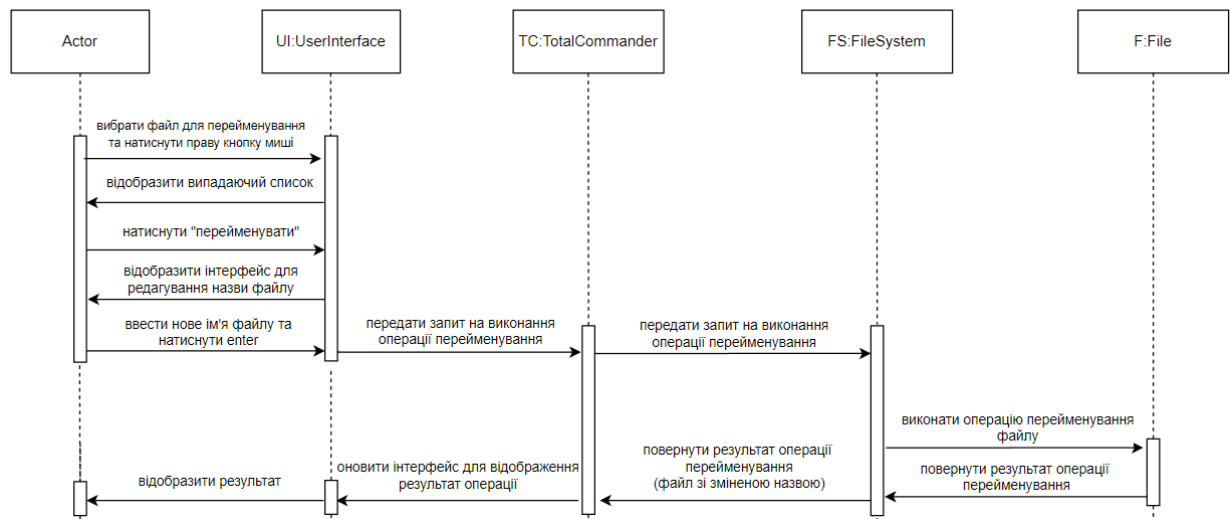 Actor
UI:UserInterface
TC:TotalCommander
FS:FileSystem
F:File
вибрати файл для перейменування
та натиснути праву кнопку миші
відобразити випадаючий список
натиснути "перейменувати"
відобразити інтерфейс для
редагування назви файлу
ввести нове ім'я файлу та
натиснути enter
передати запит на виконання
операції перейменування
передати запит на виконання
операції перейменування
виконати операцію перейменування
файлу
повернути результат операції
перейменування
повернути результат операції
перейменування
(файл зі зміненою назвою)
оновити інтерфейс для відображення
результат операції
відобразити результат